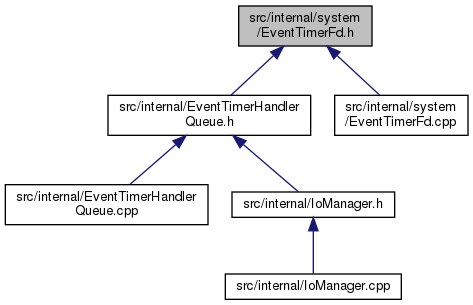 src/internal/system
/EventTimerFd.h
src/internal/EventTimerHandler
Queue.h
src/internal/system
/EventTimerFd.cpp
src/internal/EventTimerHandler
Queue.cpp
src/internal/IoManager.h
src/internal/IoManager.cpp